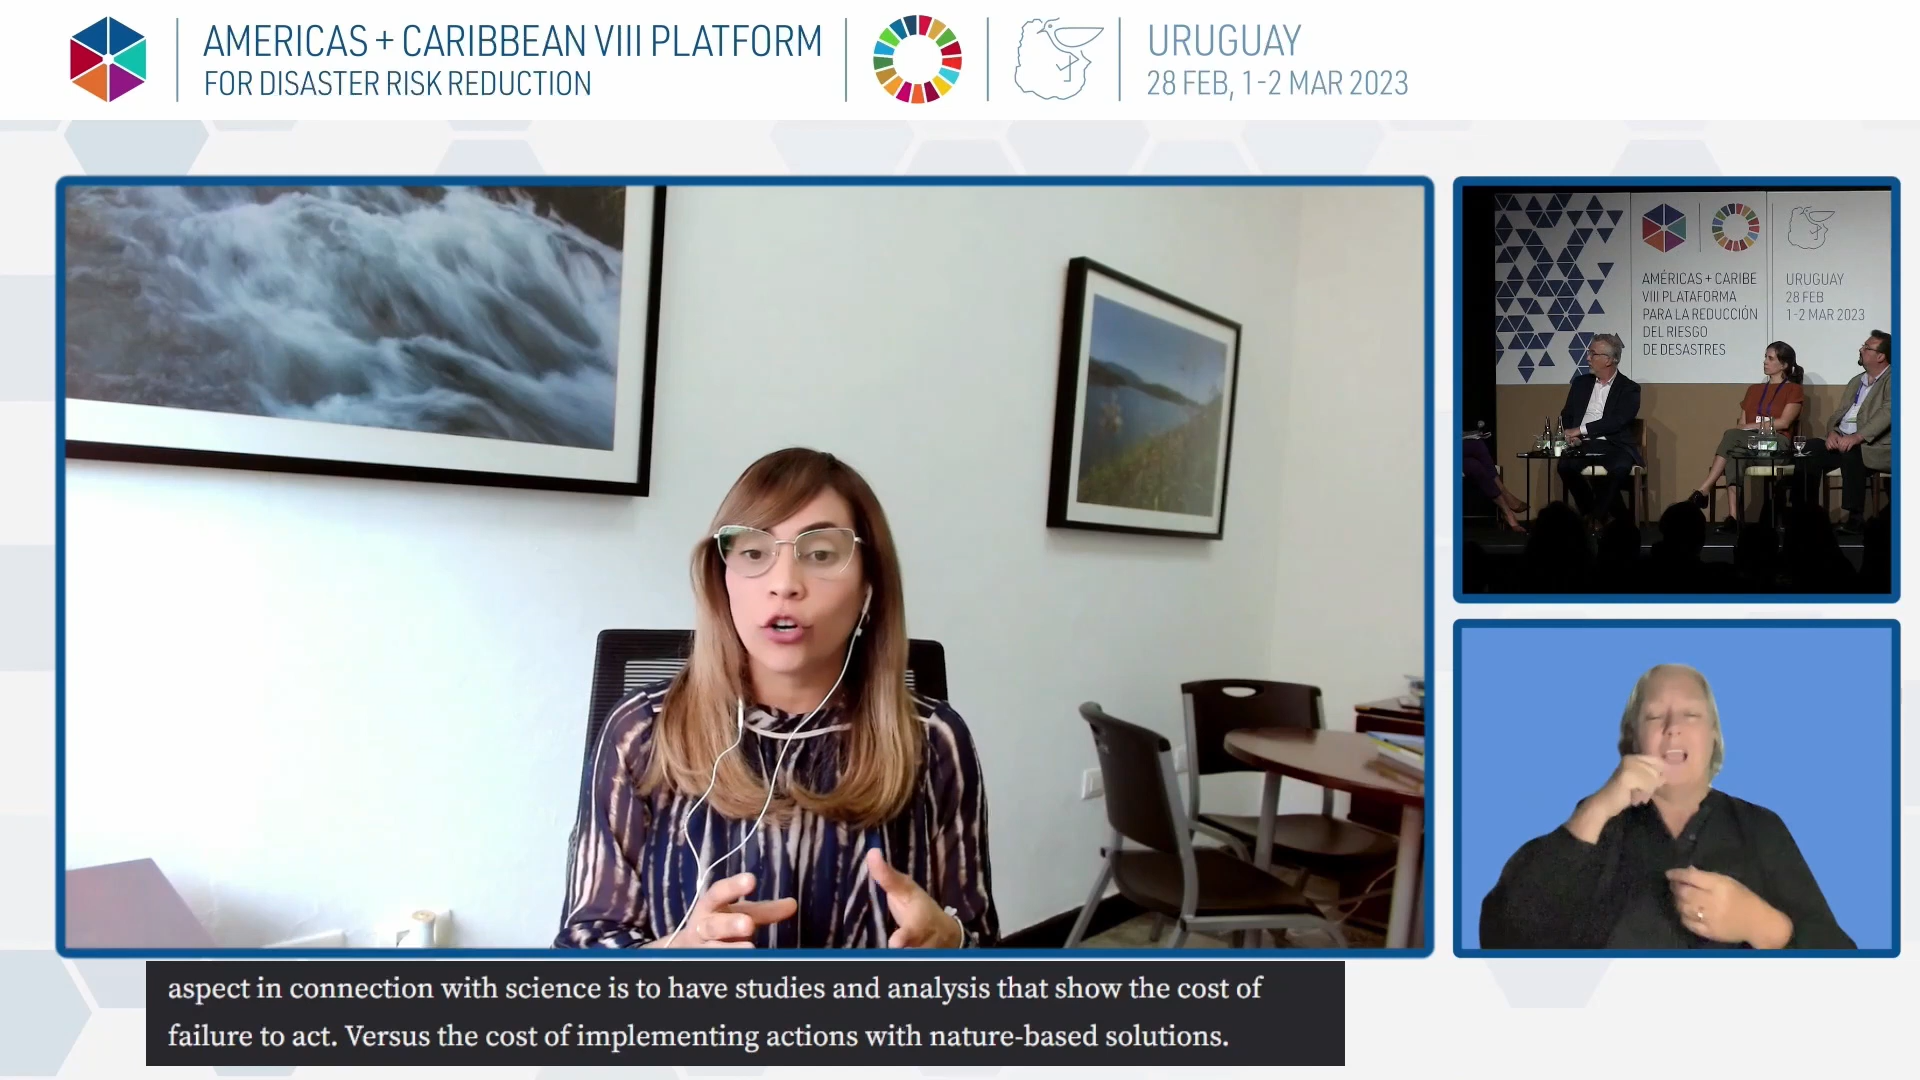 AMERICAS + CARIBBEAN VIII PLATFORM
FOR DISASTER RISK REDUCTION
URUGUAY
28 FEB, 1-2 MAR 2023
AMÉRICAS + CARIBE
VIII PLATAFORMA
PARA LA REDUCCIÓN
DEL RIESGO
DE DESASTRES
URUGUAY
28 FEB
1-2 MAR 2023
aspect in connection with science is to have studies and analysis that show the cost of
failure to act. Versus the cost of implementing actions with nature-based solutions.